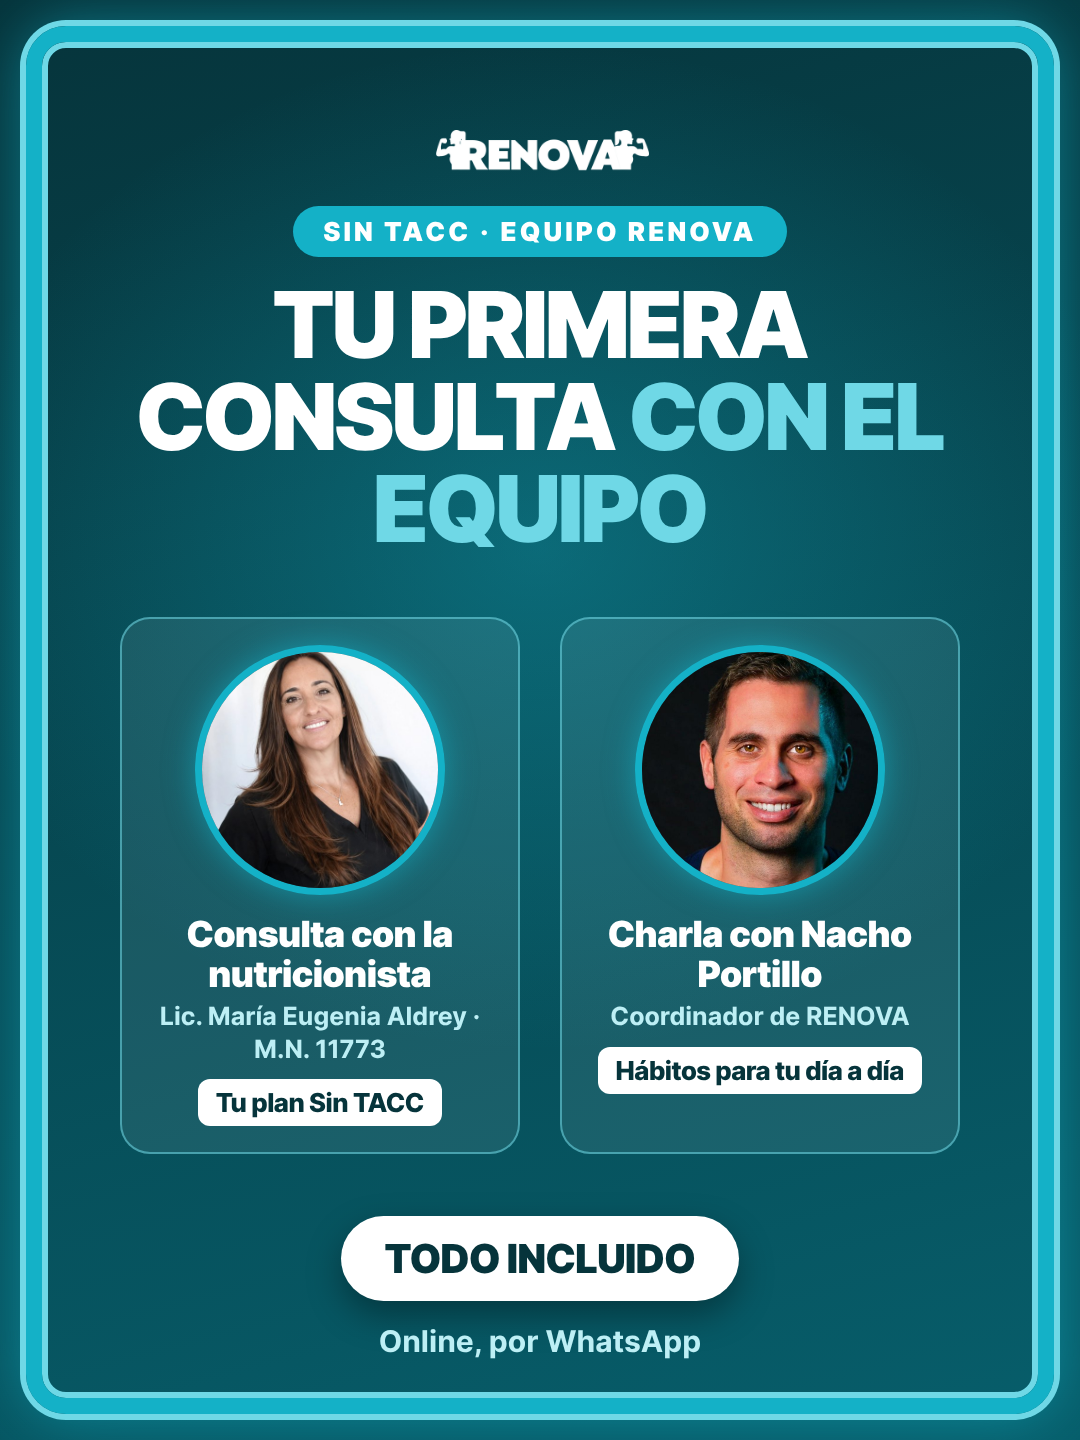 RENOVA
SIN TACC · EQUIPO RENOVA
TU PRIMERA
CONSULTA CON EL
EQUIPO
Consulta con la
nutricionista
Lic. María Eugenia Aldrey ·
M.N. 11773
Tu plan Sin TACC
Charla con Nacho
Portillo
Coordinador de RENOVA
Hábitos para tu día a día
TODO INCLUIDO
Online, por WhatsApp